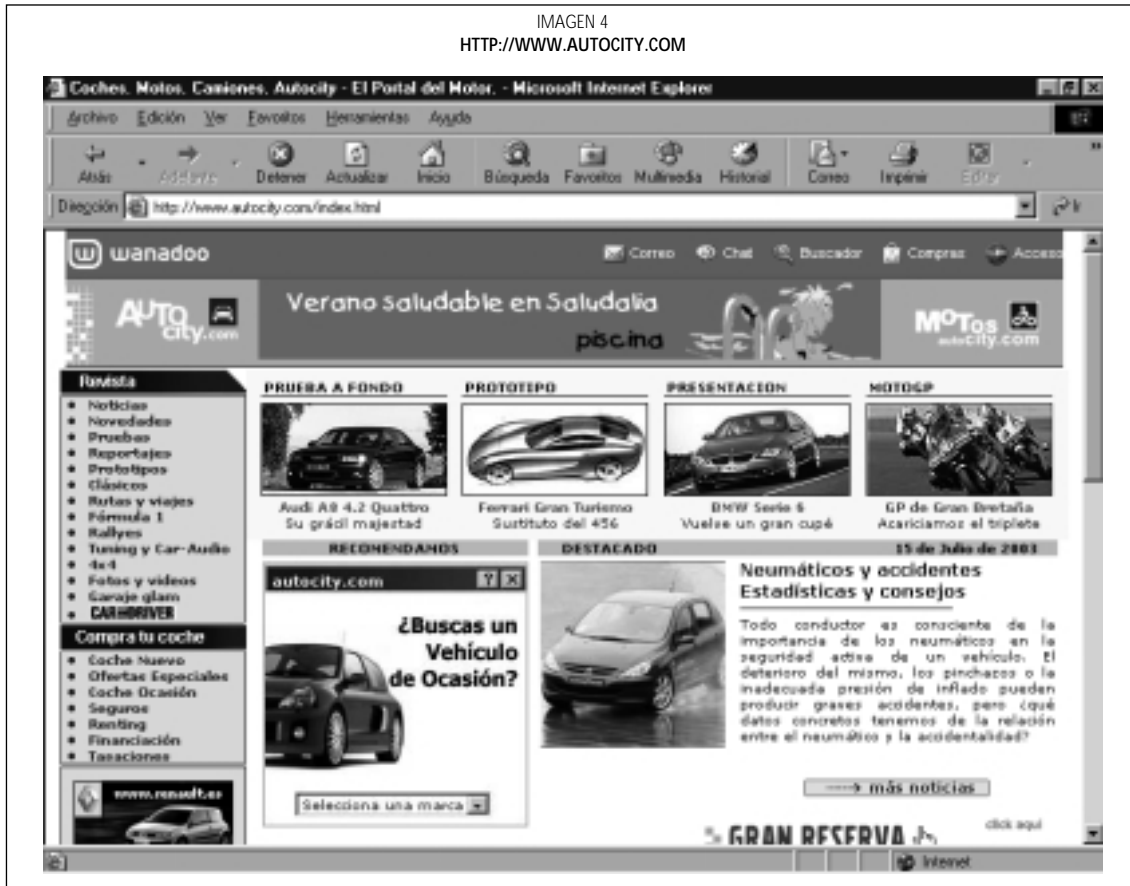 IMAGEN 4
HTTP://WWW.AUTOCITY.COM
Coches. Motos. Camiones. Autocity - El Portal del Motor. - Microsoft Internet Explorer
Archivo Edición Ver Favoritos Herramientas Ayuda
Atrás Adelante Detener Actualizar Inicio Búsqueda Favoritos Multimedia Historial Correo Imprimir Editar
Dirección http://www.autocity.com/index.html Ir
wanadoo Correo Chat Buscador Compras Acceso
AUTO city.com
Verano saludable en Saludalia
piscina
MOTOS autocity.com
Revista
Noticias
Novedades
Pruebas
Reportajes
Prototipos
Clásicos
Rutas y viajes
Fórmula 1
Rallyes
Tuning y Car-Audio
4x4
Fotos y videos
Garaje glam
CAR AND DRIVER
Compra tu coche
Coche Nuevo
Ofertas Especiales
Coche Ocasión
Seguros
Renting
Financiación
Tasaciones
www.renault.es
PRUEBA A FONDO
Audi A8 4.2 Quattro
Su grácil majestad
PROTOTIPO
Ferrari Gran Turismo
Sustituto del 456
PRESENTACION
BMW Serie 6
Vuelve un gran cupé
MOTOGP
GP de Gran Bretaña
Acariciamos el triplete
RECOMENDAMOS
autocity.com
¿Buscas un
Vehículo
de Ocasión?
Selecciona una marca
DESTACADO 15 de Julio de 2003
Neumáticos y accidentes
Estadísticas y consejos
Todo conductor es consciente de la
importancia de los neumáticos en la
seguridad activa de un vehículo. El
deterioro del mismo, los pinchazos o la
inadecuada presión de inflado pueden
producir graves accidentes, pero ¿qué
datos concretos tenemos de la relación
entre el neumático y la accidentalidad?
más noticias
GRAN RESERVA
click aquí
Internet